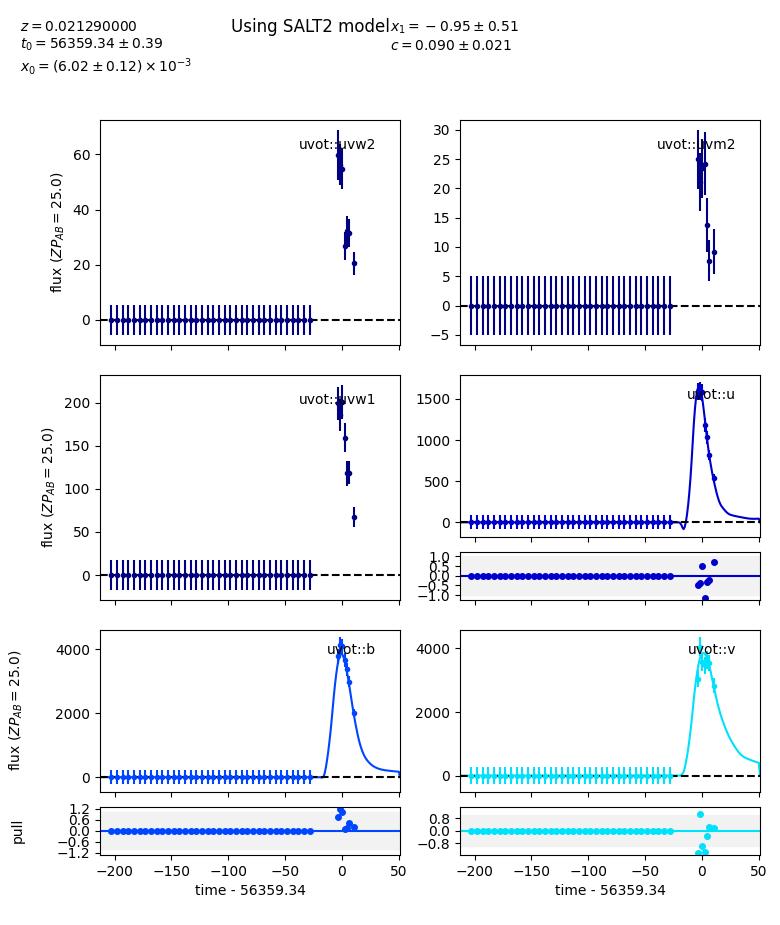 z = 0.021290000
t₀ = 56359.34 ± 0.39
x₀ = (6.02 ± 0.12) × 10⁻³
Using SALT2 model
x₁ = −0.95 ± 0.51
c = 0.090 ± 0.021
uvot::uvw2
60
40
20
0
flux (ZP_AB = 25.0)
uvot::uvm2
30
25
20
15
10
5
0
−5
uvot::uvw1
200
150
100
50
0
flux (ZP_AB = 25.0)
uvot::u
1500
1000
500
0
1.0
0.5
0.0
−0.5
−1.0
uvot::b
4000
2000
0
flux (ZP_AB = 25.0)
uvot::v
4000
2000
0
1.2
0.6
0.0
−0.6
−1.2
pull
0.8
0.0
−0.8
−200 −150 −100 −50 0 50
time - 56359.34
−200 −150 −100 −50 0 50
time - 56359.34